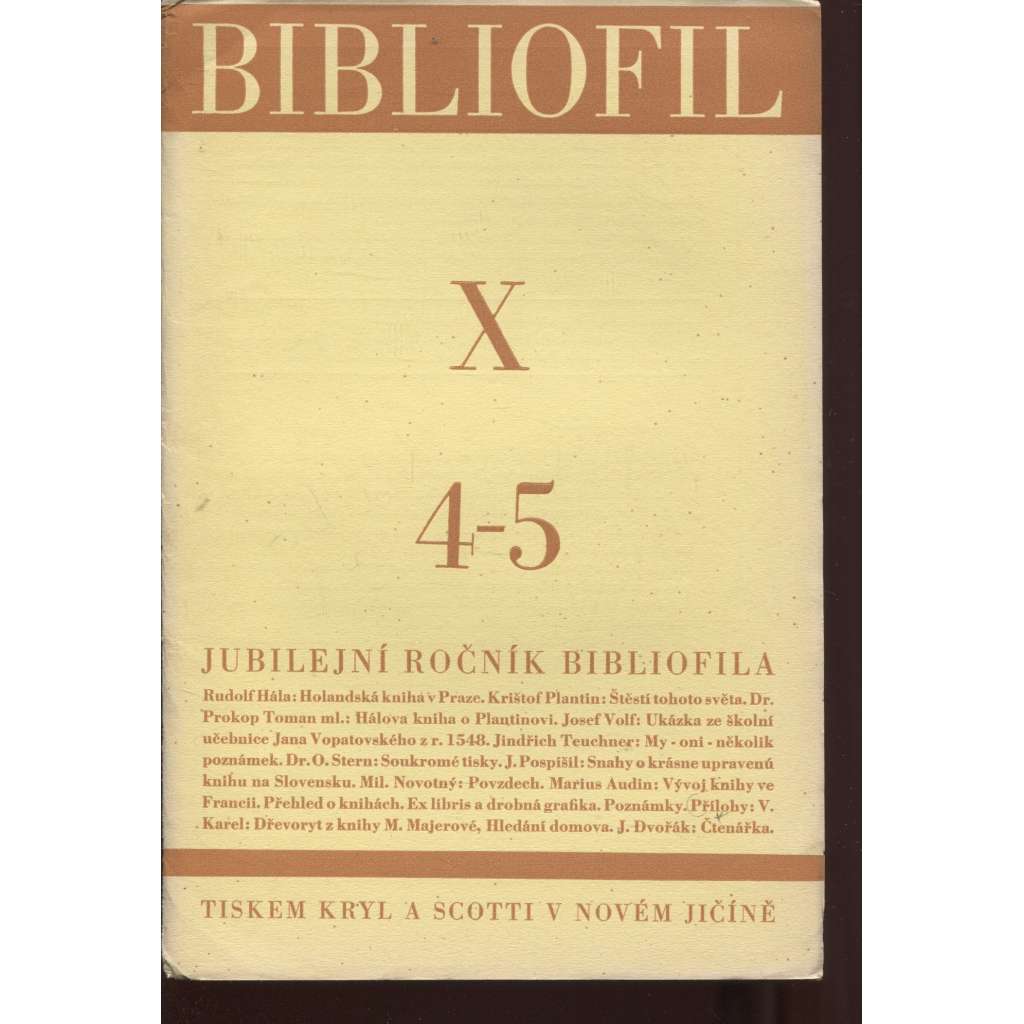 BIBLIOFIL
X
4-5
JUBILEJNÍ ROČNÍK BIBLIOFILA
Rudolf Hála: Holandská kniha v Praze. Krištof Plantin: Štěstí tohoto světa. Dr.
Prokop Toman ml.: Hálova kniha o Plantinovi. Josef Volf: Ukázka ze školní
učebnice Jana Vopatovského z r. 1548. Jindřich Teuchner: My - oni - několik
poznámek. Dr. O. Stern: Soukromé tisky. J. Pospíšil: Snahy o krásne upravenú
knihu na Slovensku. Mil. Novotný: Povzdech. Marius Audin: Vývoj knihy ve
Francii. Přehled o knihách. Ex libris a drobná grafika. Poznámky. Přílohy: V.
Karel: Dřevoryt z knihy M. Majerové, Hledání domova. J. Dvořák: Čtenářka.
TISKEM KRYL A SCOTTI V NOVÉM JIČÍNĚ